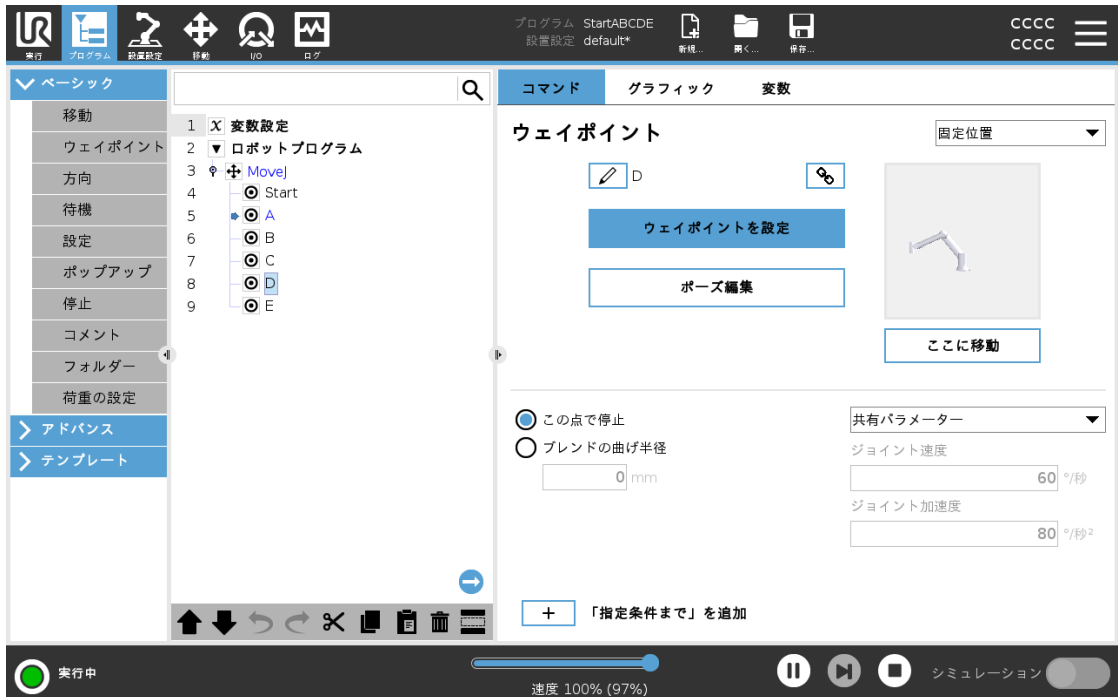 プログラム StartABCDE
設置設定 default*
実行 プログラム 設置設定 移動 I/O ログ
新規... 開く... 保存...
CCCC
CCCC
ベーシック
移動
ウェイポイント
方向
待機
設定
ポップアップ
停止
コメント
フォルダー
荷重の設定
アドバンス
テンプレート
1 X 変数設定
2 ▼ ロボットプログラム
3 MoveJ
4 Start
5 A
6 B
7 C
8 D
9 E
コマンド グラフィック 変数
ウェイポイント
固定位置
D
ウェイポイントを設定
ポーズ編集
ここに移動
この点で停止
ブレンドの曲げ半径
0 mm
共有パラメーター
ジョイント速度
60 °/秒
ジョイント加速度
80 °/秒²
+ 「指定条件まで」を追加
実行中
速度 100% (97%)
シミュレーション